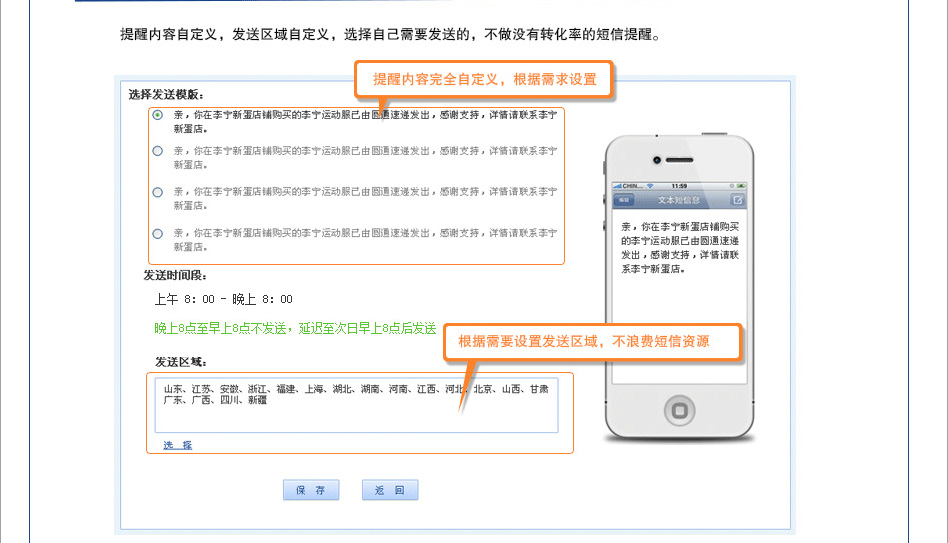 提醒内容自定义，发送区域自定义，选择自己需要发送的，不做没有转化率的短信提醒。
提醒内容完全自定义，根据需求设置
选择发送模版：
亲，你在李宁新蛋店铺购买的李宁运动服已由圆通速递发出，感谢支持，详情请联系李宁
新蛋店。
亲，你在李宁新蛋店铺购买的李宁运动服已由圆通速递发出，感谢支持，详情请联系李宁
新蛋店。
亲，你在李宁新蛋店铺购买的李宁运动服已由圆通速递发出，感谢支持，详情请联系李宁
新蛋店。
亲，你在李宁新蛋店铺购买的李宁运动服已由圆通速递发出，感谢支持，详情请联系李宁
新蛋店。
发送时间段：
上午 8：00 - 晚上 8：00
晚上8点至早上8点不发送，延迟至次日早上8点后发送
根据需要设置发送区域，不浪费短信资源
发送区域：
山东、江苏、安徽、浙江、福建、上海、湖北、湖南、河南、江西、河北、北京、山西、甘肃
广东、广西、四川、新疆
选 择
保 存
返 回
CHIN... 11:59
编辑 文本短信息
亲，你在李宁新蛋店铺购买
的李宁运动服已由圆通速递
发出，感谢支持，详情请联
系李宁新蛋店。